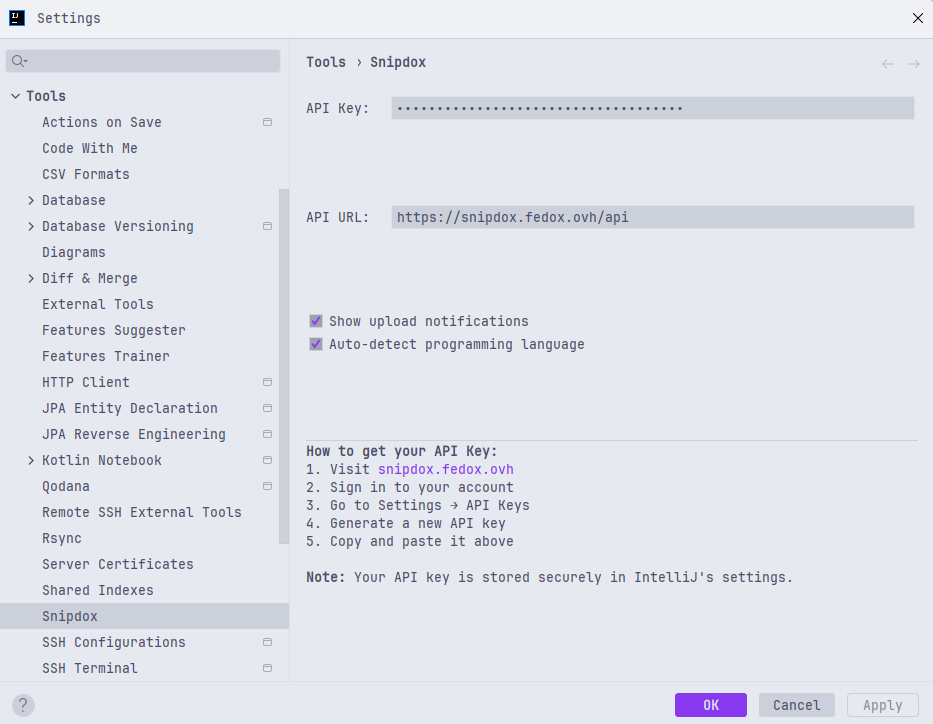 Settings
Tools
Actions on Save
Code With Me
CSV Formats
Database
Database Versioning
Diagrams
Diff & Merge
External Tools
Features Suggester
Features Trainer
HTTP Client
JPA Entity Declaration
JPA Reverse Engineering
Kotlin Notebook
Qodana
Remote SSH External Tools
Rsync
Server Certificates
Shared Indexes
Snipdox
SSH Configurations
SSH Terminal
Tools › Snipdox
API Key: ••••••••••••••••••••••••••••••••••••
API URL: https://snipdox.fedox.ovh/api
Show upload notifications
Auto-detect programming language
How to get your API Key:
1. Visit snipdox.fedox.ovh
2. Sign in to your account
3. Go to Settings → API Keys
4. Generate a new API key
5. Copy and paste it above
Note: Your API key is stored securely in IntelliJ's settings.
?
OK
Cancel
Apply